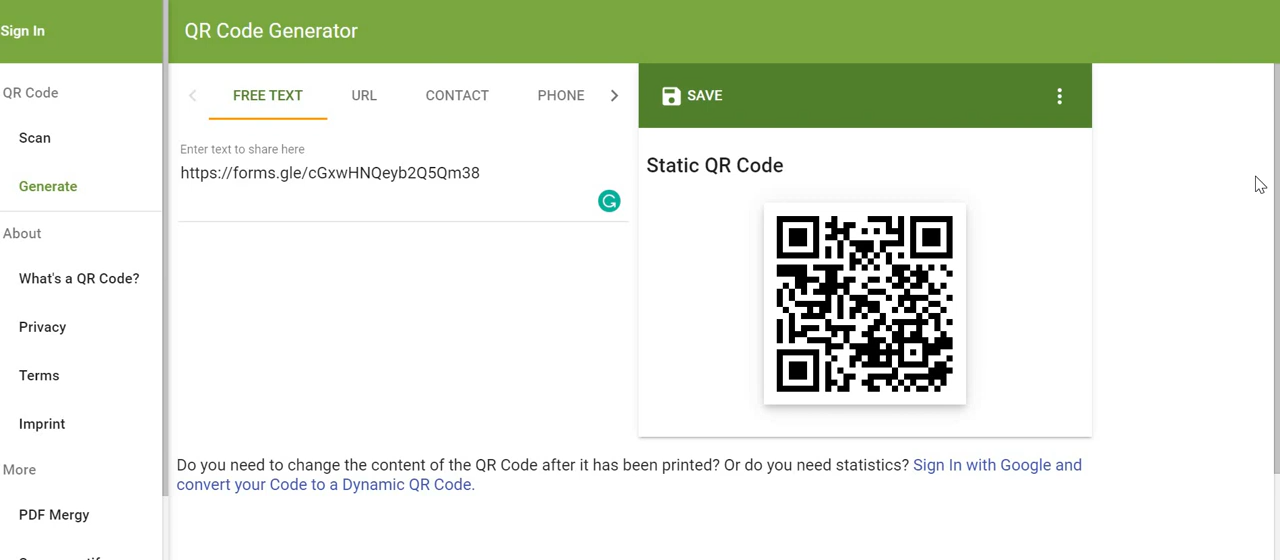 Sign In
QR Code Generator
QR Code
Scan
Generate
About
What's a QR Code?
Privacy
Terms
Imprint
More
PDF Mergy
FREE TEXT
URL
CONTACT
PHONE
Enter text to share here
https://forms.gle/cGxwHNQeyb2Q5Qm38
SAVE
Static QR Code
Do you need to change the content of the QR Code after it has been printed? Or do you need statistics? Sign In with Google and
convert your Code to a Dynamic QR Code.